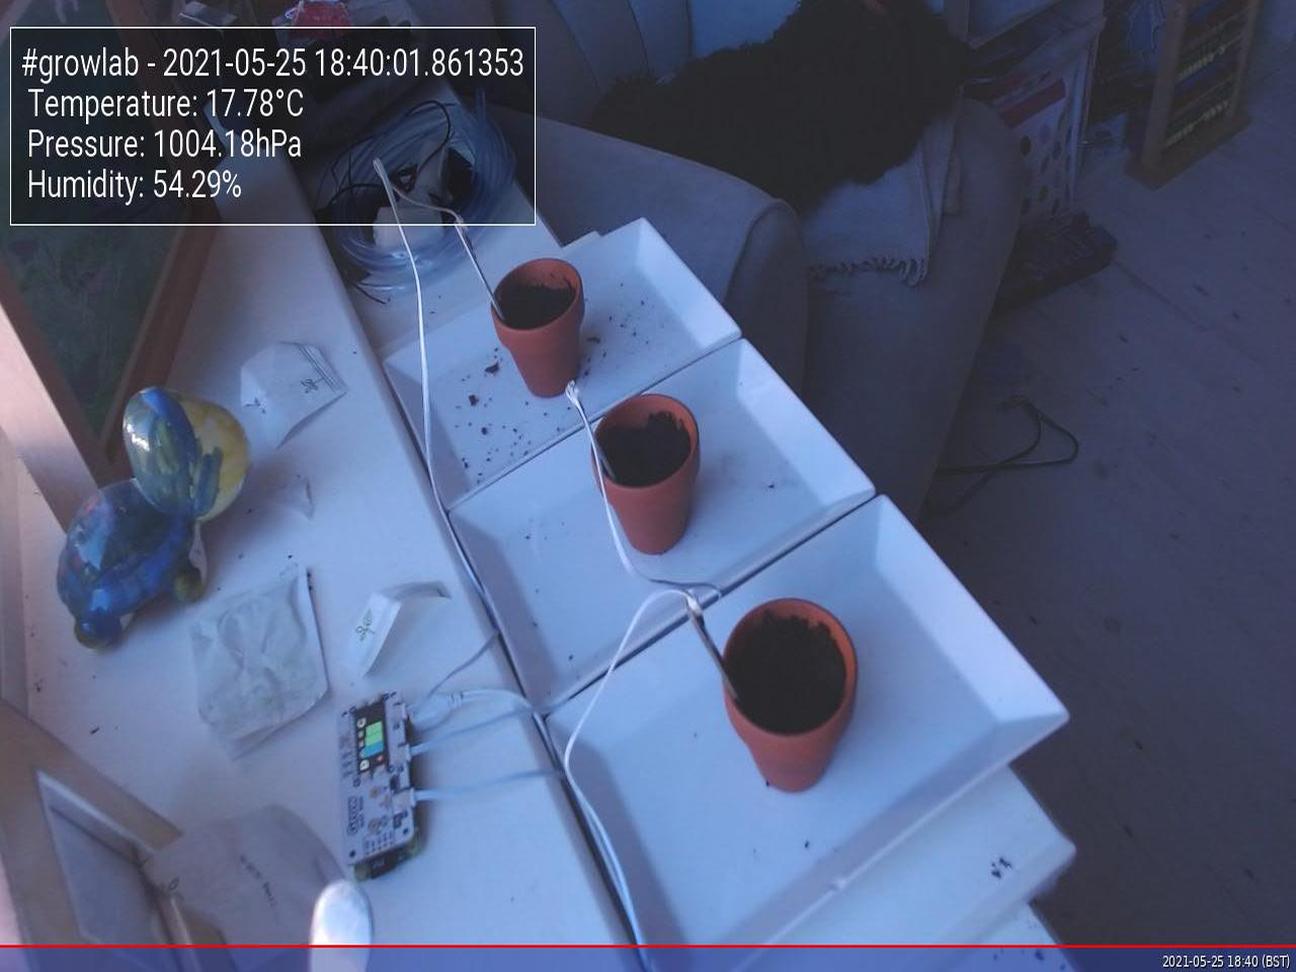 #growlab - 2021-05-25 18:40:01.861353
Temperature: 17.78°C
Pressure: 1004.18hPa
Humidity: 54.29%
2021-05-25 18:40 (BST)